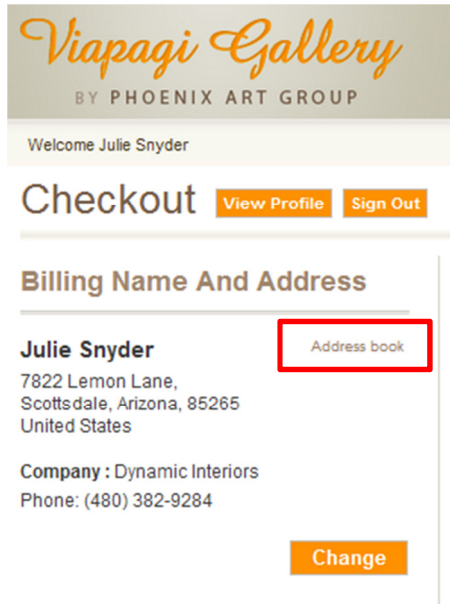 Viapagi Gallery
BY PHOENIX ART GROUP
Welcome Julie Snyder
Checkout View Profile Sign Out
Billing Name And Address
Julie Snyder Address book
7822 Lemon Lane,
Scottsdale, Arizona, 85265
United States
Company : Dynamic Interiors
Phone: (480) 382-9284
Change